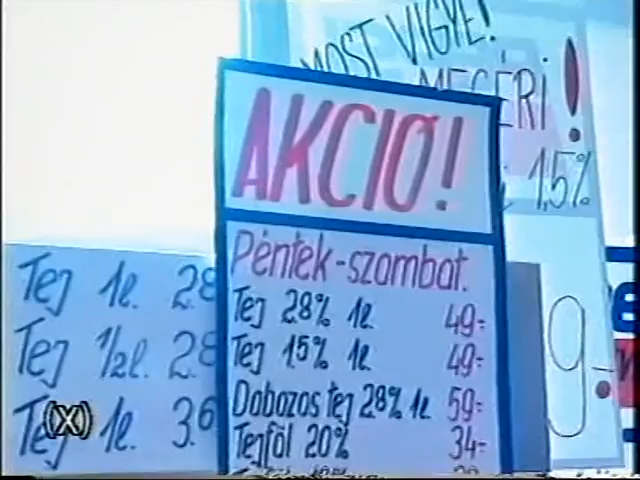 MOST VIGYE!
MEGÉRI!
1,5%
AKCIÓ!
Péntek-szombat.
Tej 2.8% 1l. 49.-
Tej 1.5% 1l. 49.-
Dobozos tej 2.8% 1l. 59.-
Tejföl 20% 34.-
Tej 1l. 2.8
Tej 1/2l. 2.8
Tej 1l. 3.6
(x)
9.-